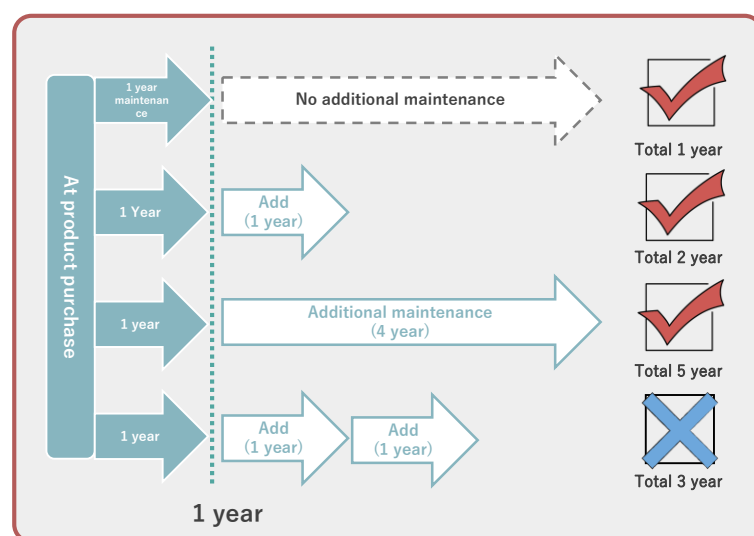 At product purchase
1 year
maintenan
ce
No additional maintenance
Total 1 year
1 Year
Add
(1 year)
Total 2 year
1 year
Additional maintenance
(4 year)
Total 5 year
1 year
Add
(1 year)
Add
(1 year)
Total 3 year
1 year